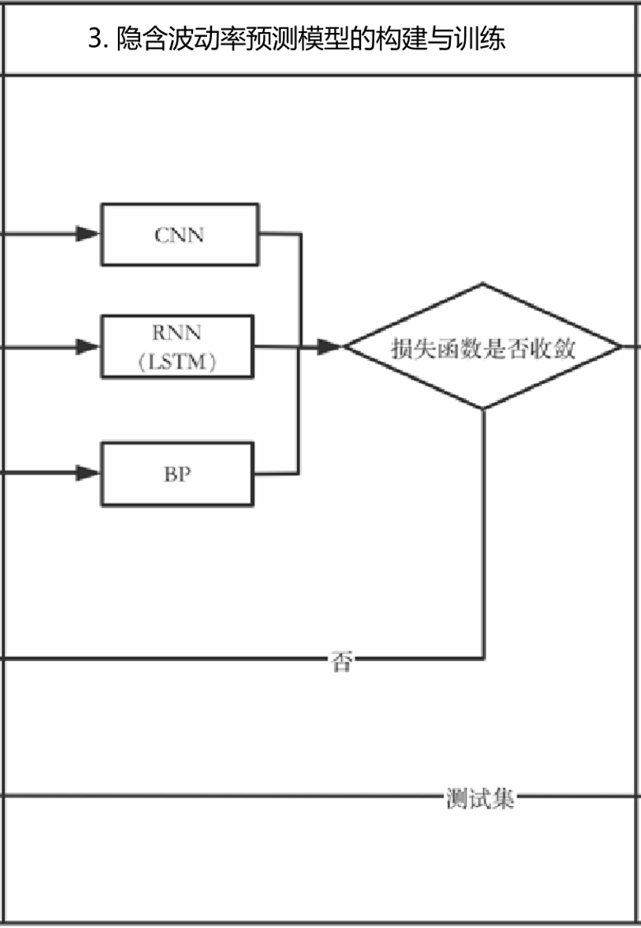 3. 隐含波动率预测模型的构建与训练
CNN
RNN
(LSTM)
损失函数是否收敛
BP
否
测试集